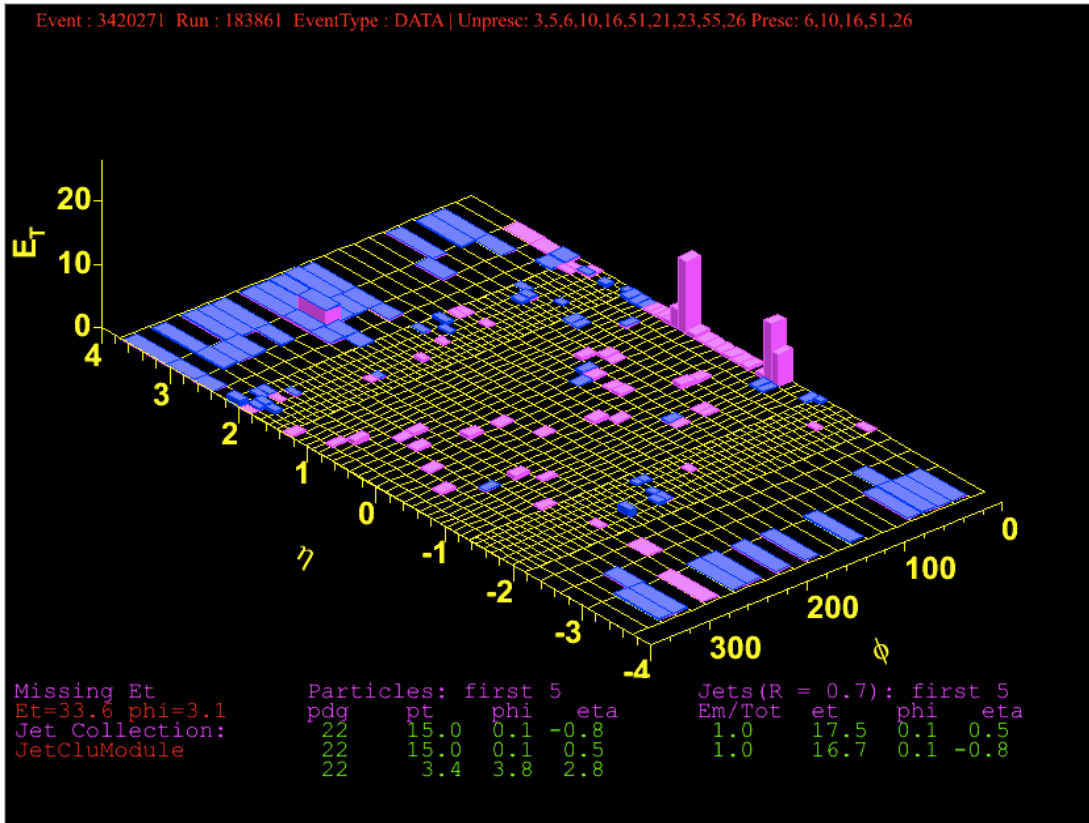 Event : 3420271 Run : 183861 EventType : DATA | Unpresc: 3,5,6,10,16,51,21,23,55,26 Presc: 6,10,16,51,26
20
10
0
E_T
4
3
2
1
0
-1
-2
-3
-4
η
0
100
200
300
ϕ
Missing Et Particles: first 5 Jets(R = 0.7): first 5
Et=33.6 phi=3.1 pdg pt phi eta Em/Tot et phi eta
Jet Collection: 22 15.0 0.1 -0.8 1.0 17.5 0.1 0.5
JetCluModule 22 15.0 0.1 0.5 1.0 16.7 0.1 -0.8
22 3.4 3.8 2.8